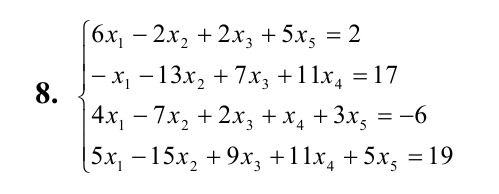 8.
6x₁ − 2x₂ + 2x₃ + 5x₅ = 2
− x₁ − 13x₂ + 7x₃ + 11x₄ = 17
4x₁ − 7x₂ + 2x₃ + x₄ + 3x₅ = −6
5x₁ − 15x₂ + 9x₃ + 11x₄ + 5x₅ = 19